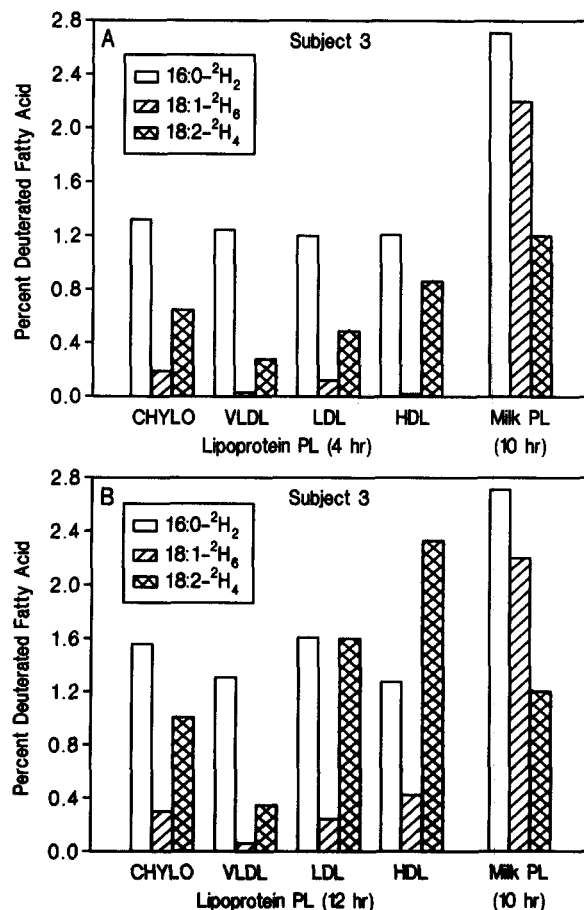 A
Subject 3
16:0-²H₂
18:1-²H₆
18:2-²H₄
Percent Deuterated Fatty Acid
2.8
2.4
2.0
1.6
1.2
0.8
0.4
0.0
CHYLO VLDL LDL HDL Milk PL
Lipoprotein PL (4 hr) (10 hr)
B
Subject 3
16:0-²H₂
18:1-²H₆
18:2-²H₄
Percent Deuterated Fatty Acid
2.8
2.4
2.0
1.6
1.2
0.8
0.4
0.0
CHYLO VLDL LDL HDL Milk PL
Lipoprotein PL (12 hr) (10 hr)